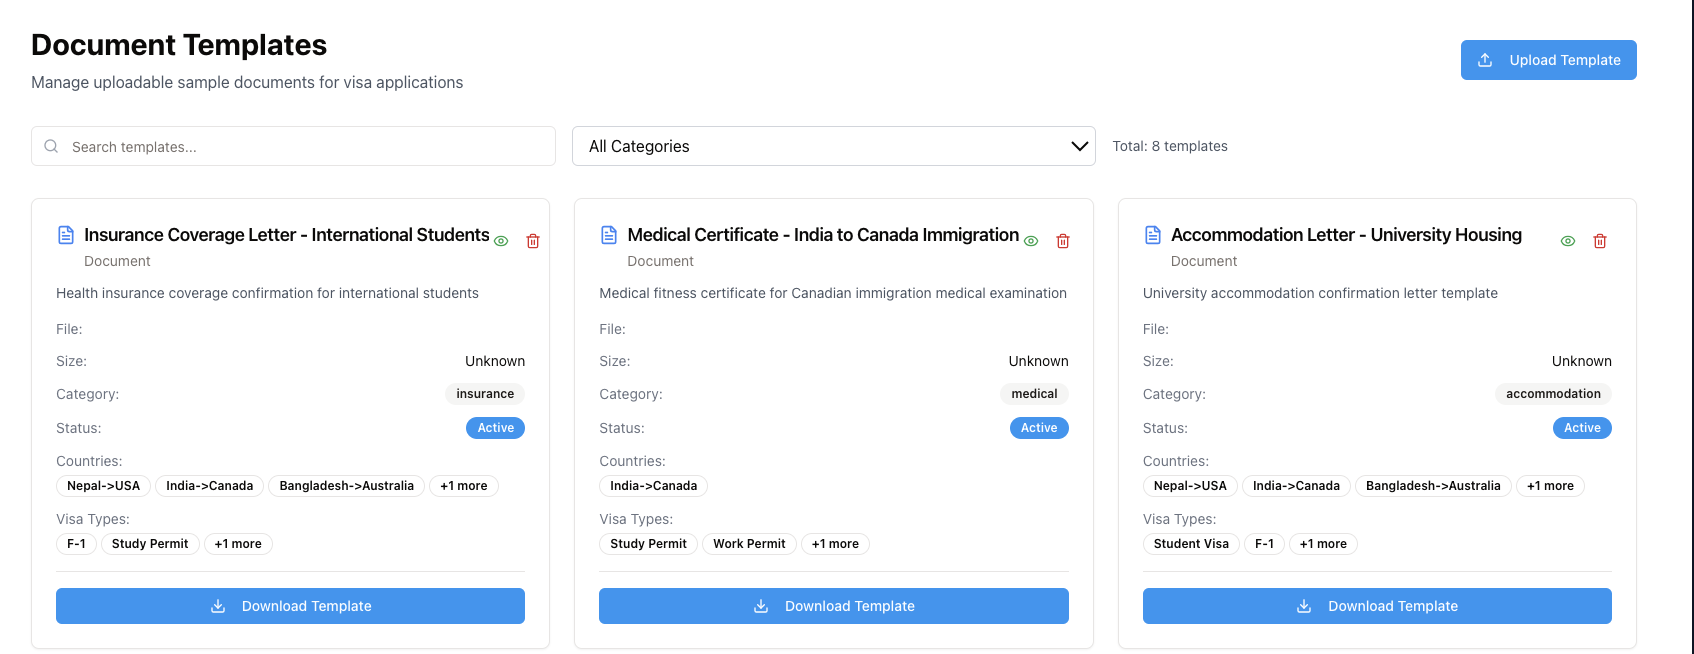 Document Templates
Manage uploadable sample documents for visa applications
Upload Template
Search templates...
All Categories
Total: 8 templates
Insurance Coverage Letter - International Students
Document
Health insurance coverage confirmation for international students
File:
Size: Unknown
Category: insurance
Status: Active
Countries:
Nepal->USA India->Canada Bangladesh->Australia +1 more
Visa Types:
F-1 Study Permit +1 more
Download Template
Medical Certificate - India to Canada Immigration
Document
Medical fitness certificate for Canadian immigration medical examination
File:
Size: Unknown
Category: medical
Status: Active
Countries:
India->Canada
Visa Types:
Study Permit Work Permit +1 more
Download Template
Accommodation Letter - University Housing
Document
University accommodation confirmation letter template
File:
Size: Unknown
Category: accommodation
Status: Active
Countries:
Nepal->USA India->Canada Bangladesh->Australia +1 more
Visa Types:
Student Visa F-1 +1 more
Download Template